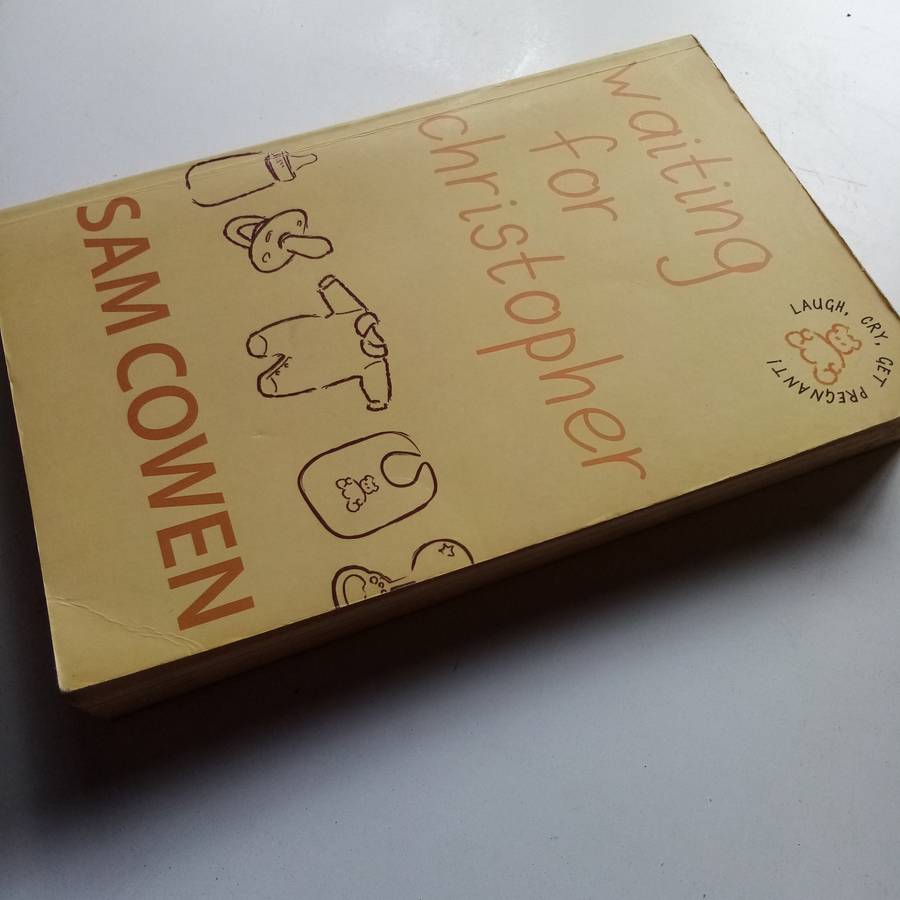 waiting
for
christopher
LAUGH, CRY, GET PREGNANT!
SAM COWEN